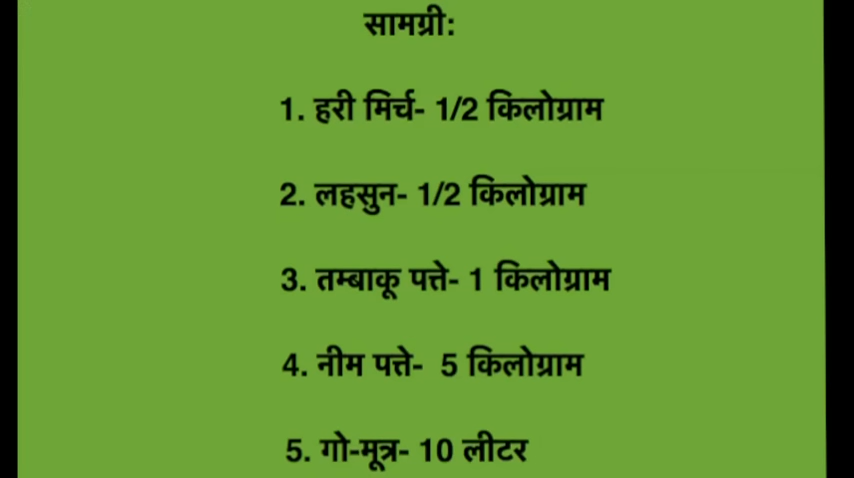 सामग्री:
1. हरी मिर्च- 1/2 किलोग्राम
2. लहसुन- 1/2 किलोग्राम
3. तम्बाकू पत्ते- 1 किलोग्राम
4. नीम पत्ते- 5 किलोग्राम
5. गो-मूत्र- 10 लीटर